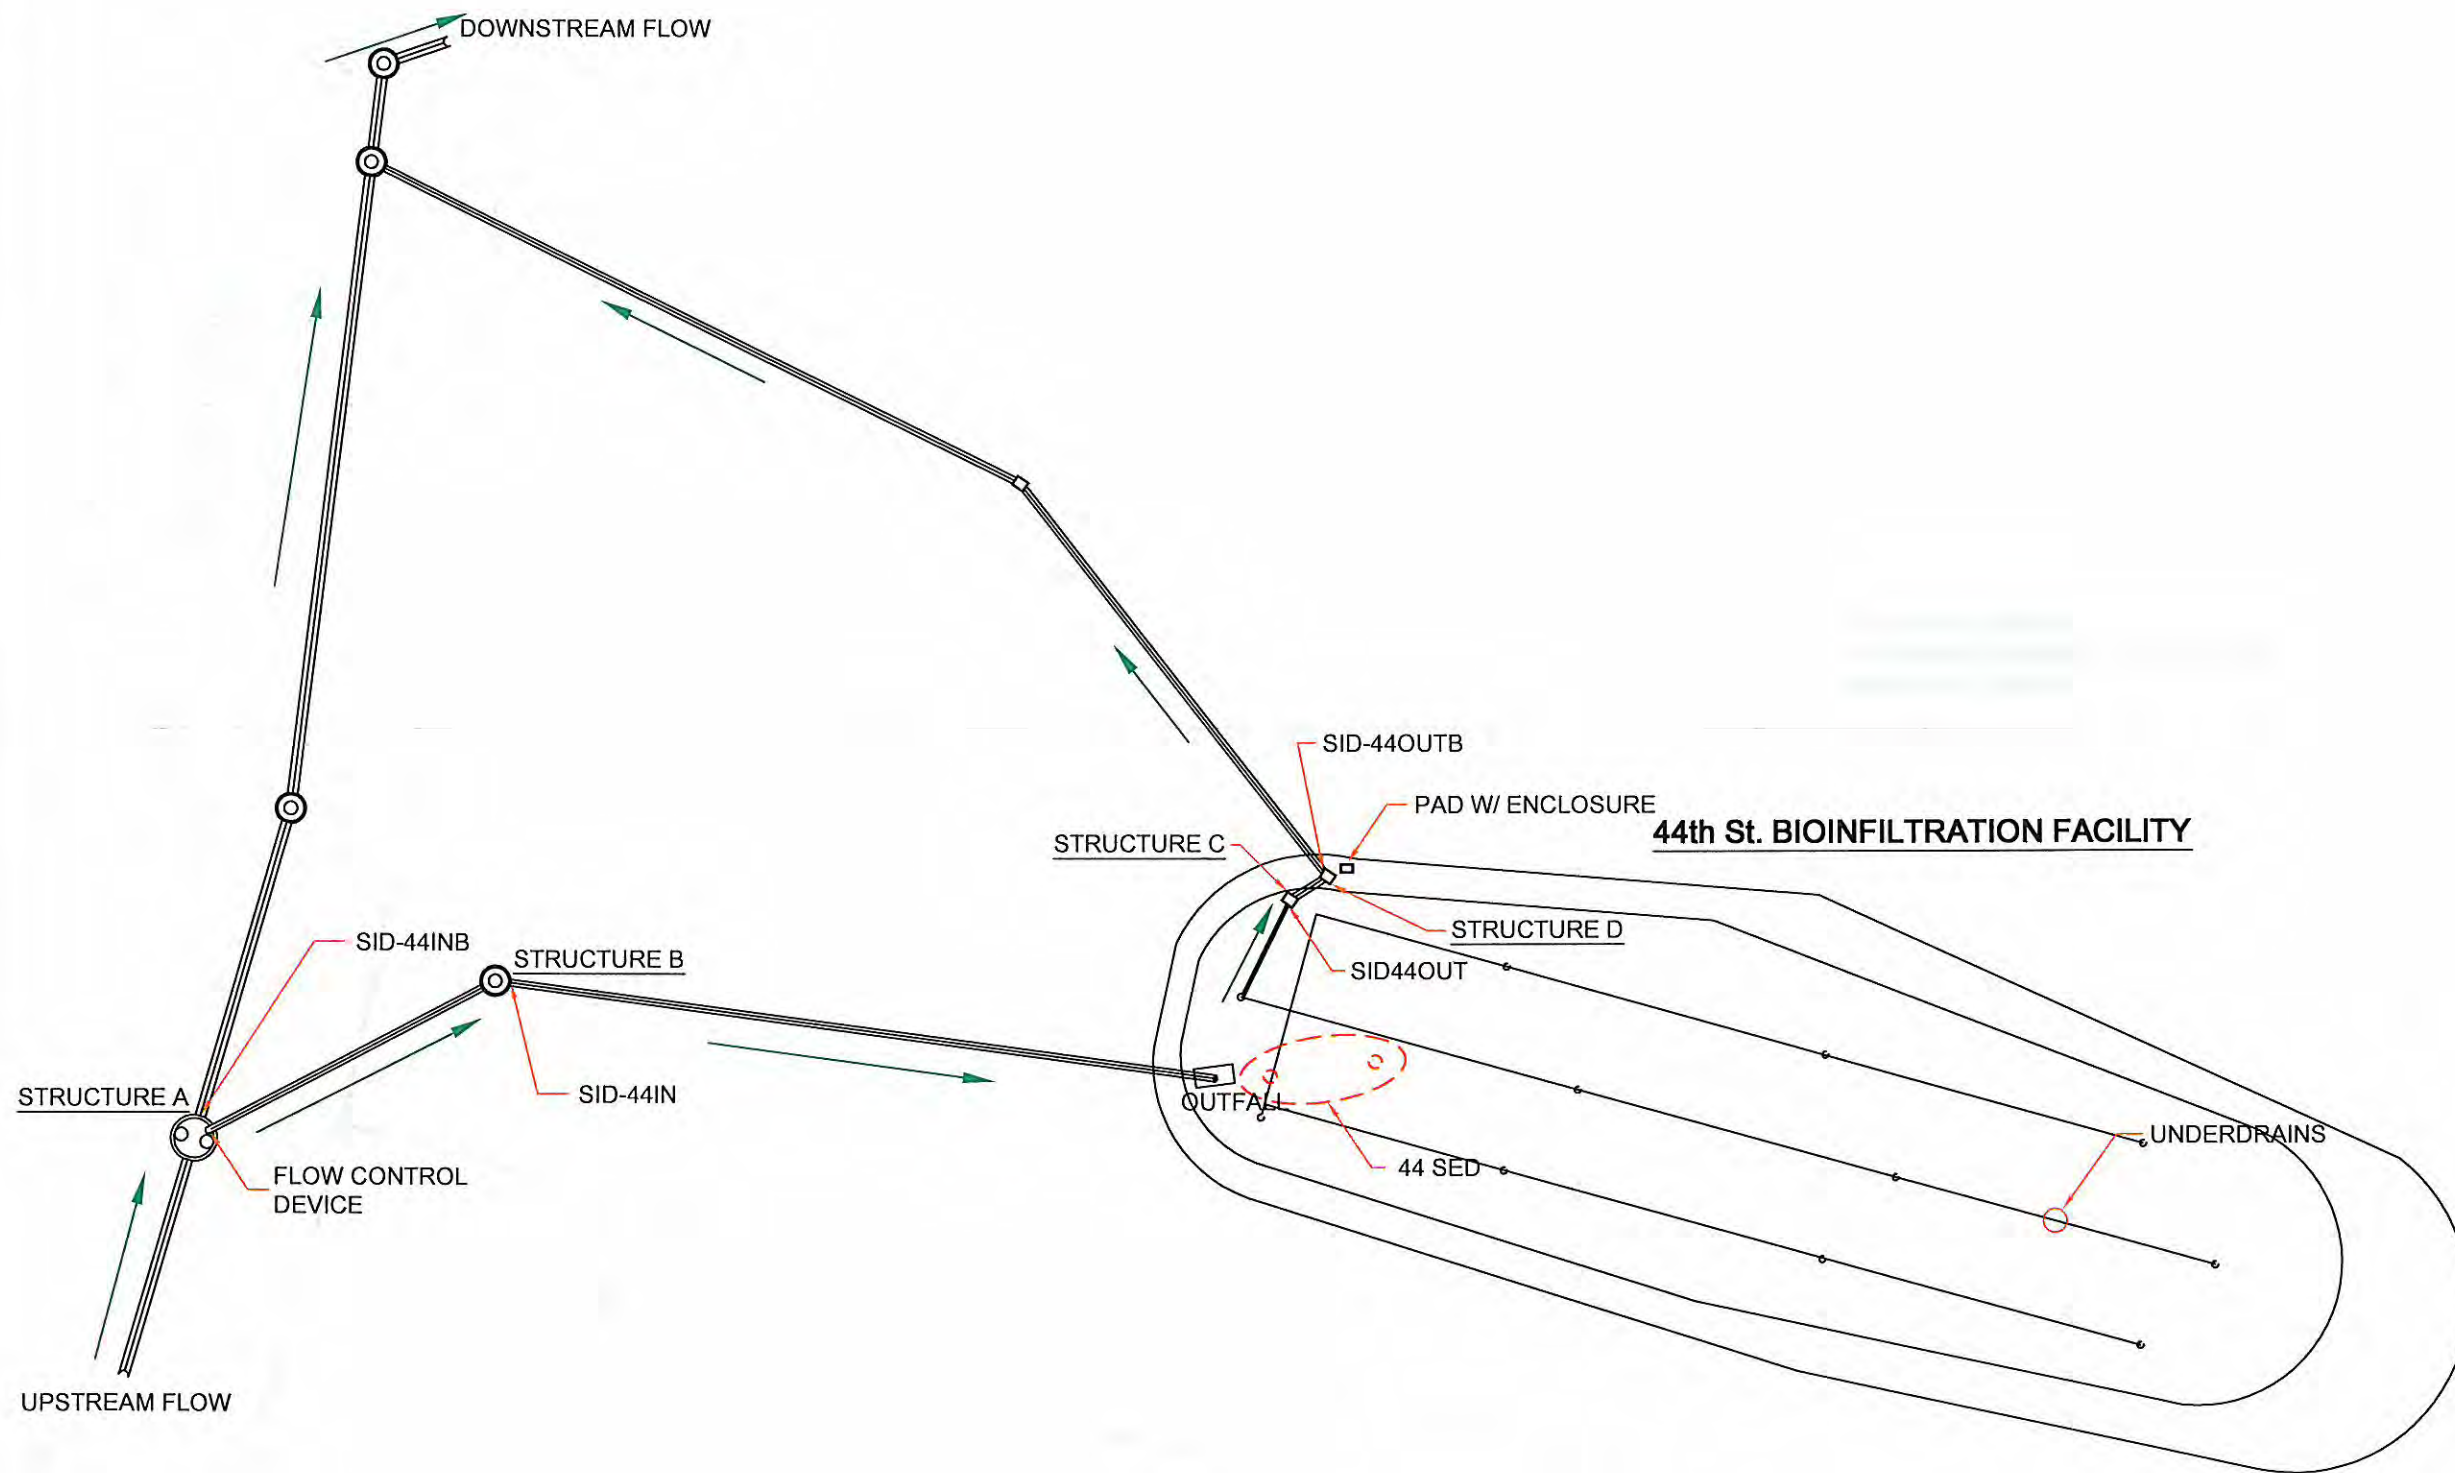 DOWNSTREAM FLOW
SID-44OUTB
PAD W/ ENCLOSURE
44th St. BIOINFILTRATION FACILITY
STRUCTURE C
STRUCTURE D
SID-44INB
STRUCTURE B
SID44OUT
SID-44IN
STRUCTURE A
OUTFALL
UNDERDRAINS
44 SED
FLOW CONTROL
DEVICE
UPSTREAM FLOW